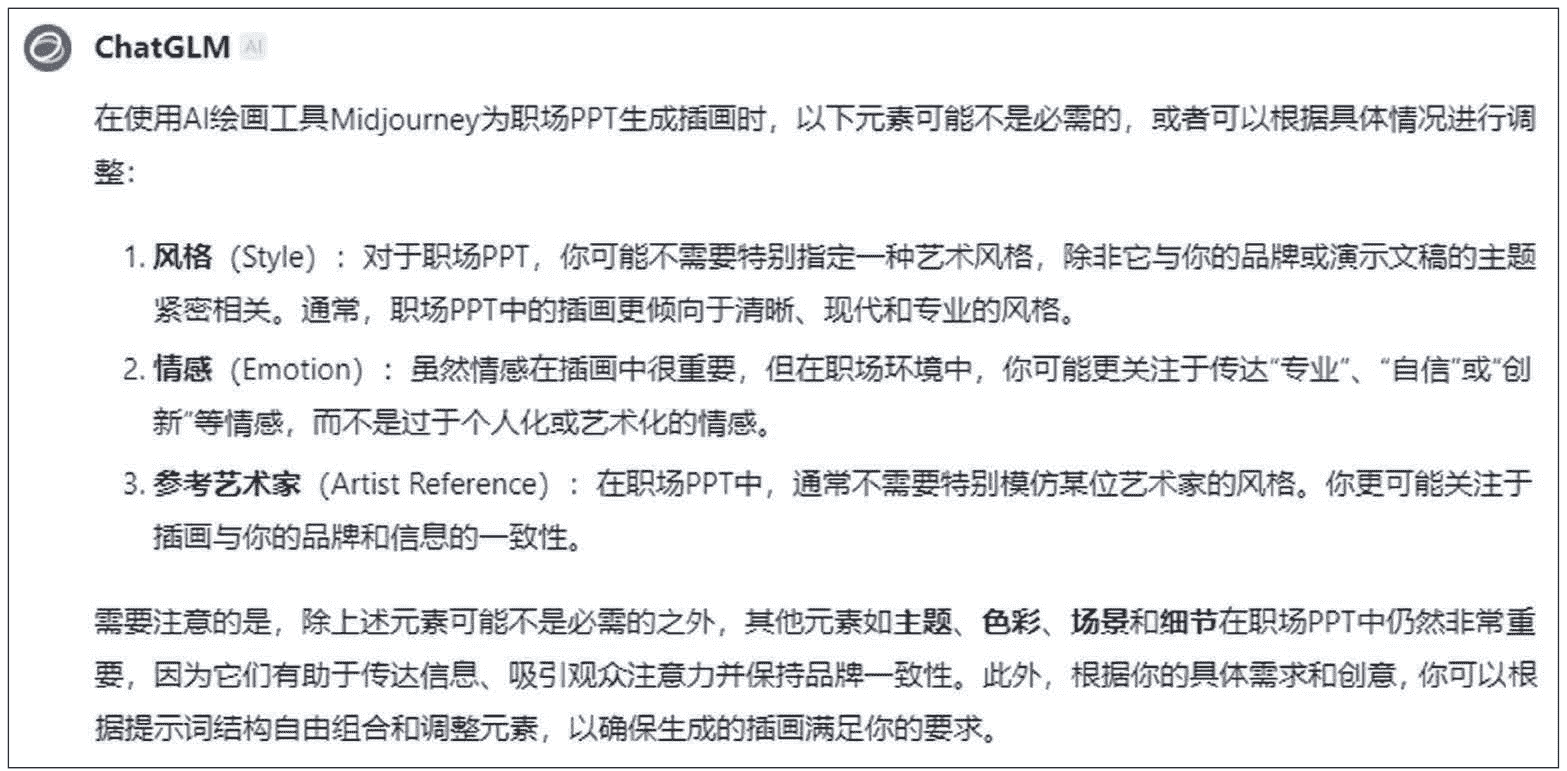 ChatGLM AI
在使用AI绘画工具Midjourney为职场PPT生成插画时，以下元素可能不是必需的，或者可以根据具体情况进行调
整：
1. 风格（Style）：对于职场PPT，你可能不需要特别指定一种艺术风格，除非它与你的品牌或演示文稿的主题
紧密相关。通常，职场PPT中的插画更倾向于清晰、现代和专业的风格。
2. 情感（Emotion）：虽然情感在插画中很重要，但在职场环境中，你可能更关注于传达“专业”、“自信”或“创
新”等情感，而不是过于个人化或艺术化的情感。
3. 参考艺术家（Artist Reference）：在职场PPT中，通常不需要特别模仿某位艺术家的风格。你更可能关注于
插画与你的品牌和信息的一致性。
需要注意的是，除上述元素可能不是必需的之外，其他元素如主题、色彩、场景和细节在职场PPT中仍然非常重
要，因为它们有助于传达信息、吸引观众注意力并保持品牌一致性。此外，根据你的具体需求和创意，你可以根
据提示词结构自由组合和调整元素，以确保生成的插画满足你的要求。